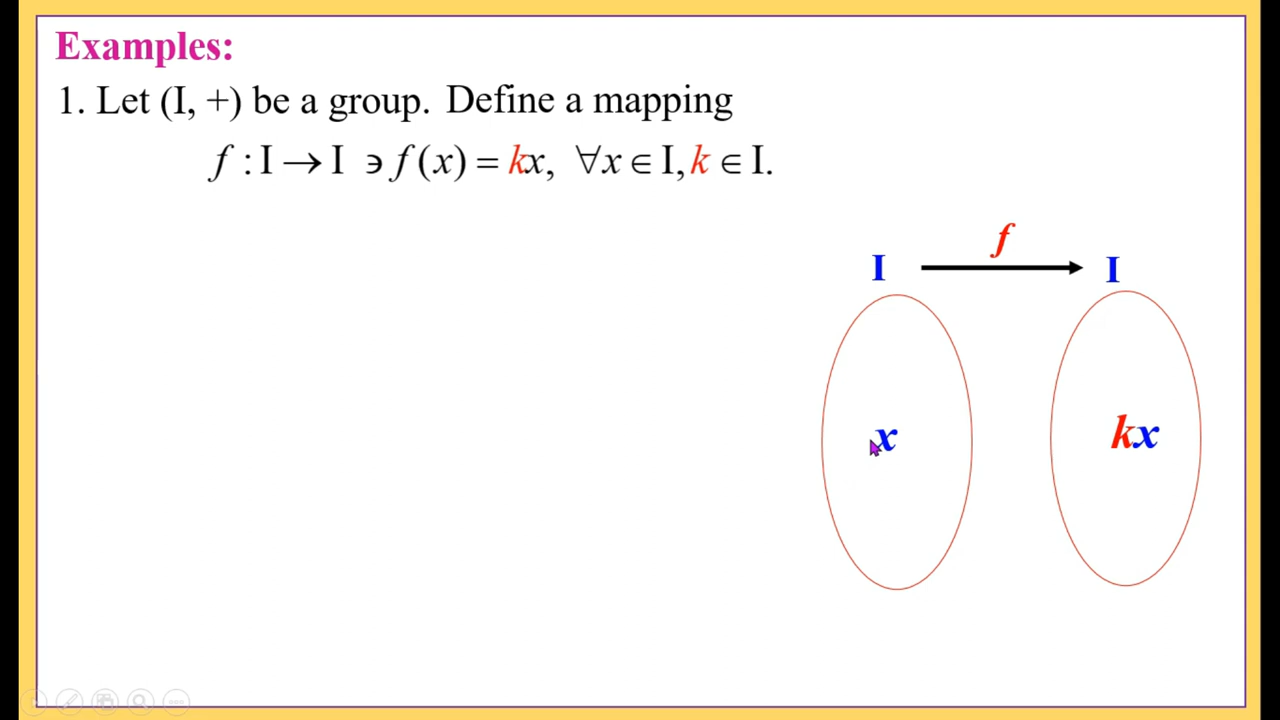 Examples:
1. Let (I, +) be a group. Define a mapping
f : I → I ∍ f(x) = kx, ∀x ∈ I, k ∈ I.
f
I I
x kx